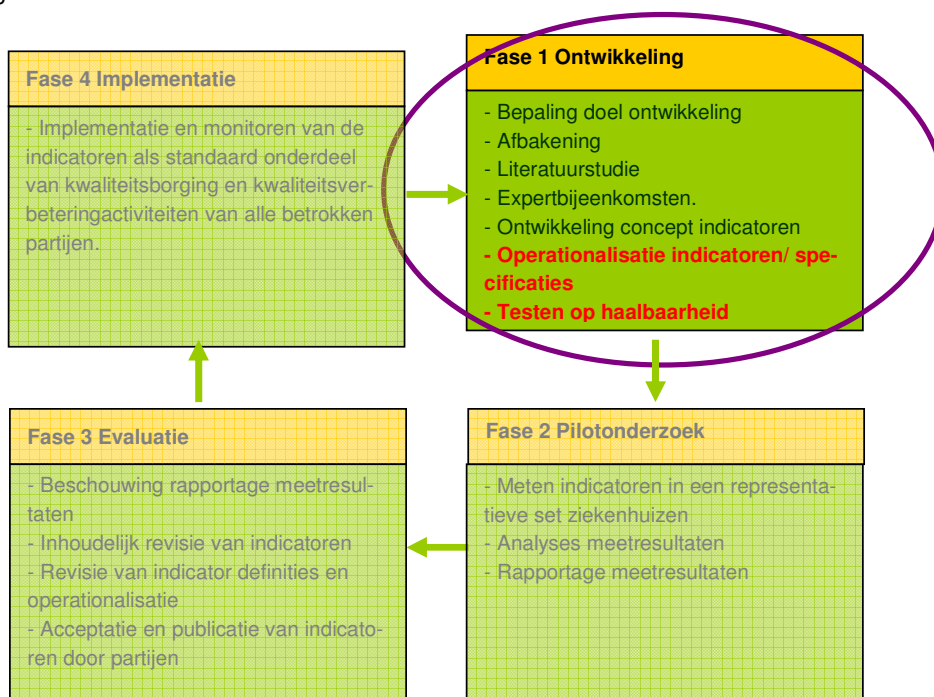 Fase 1 Ontwikkeling
- Bepaling doel ontwikkeling
- Afbakening
- Literatuurstudie
- Expertbijeenkomsten.
- Ontwikkeling concept indicatoren
- Operationalisatie indicatoren/ spe-
cificaties
- Testen op haalbaarheid
Fase 2 Pilotonderzoek
- Meten indicatoren in een representa-
tieve set ziekenhuizen
- Analyses meetresultaten
- Rapportage meetresultaten
Fase 3 Evaluatie
- Beschouwing rapportage meetresul-
taten
- Inhoudelijk revisie van indicatoren
- Revisie van indicator definities en
operationalisatie
- Acceptatie en publicatie van indicato-
ren door partijen
Fase 4 Implementatie
- Implementatie en monitoren van de
indicatoren als standaard onderdeel
van kwaliteitsborging en kwaliteitsver-
beteringactiviteiten van alle betrokken
partijen.